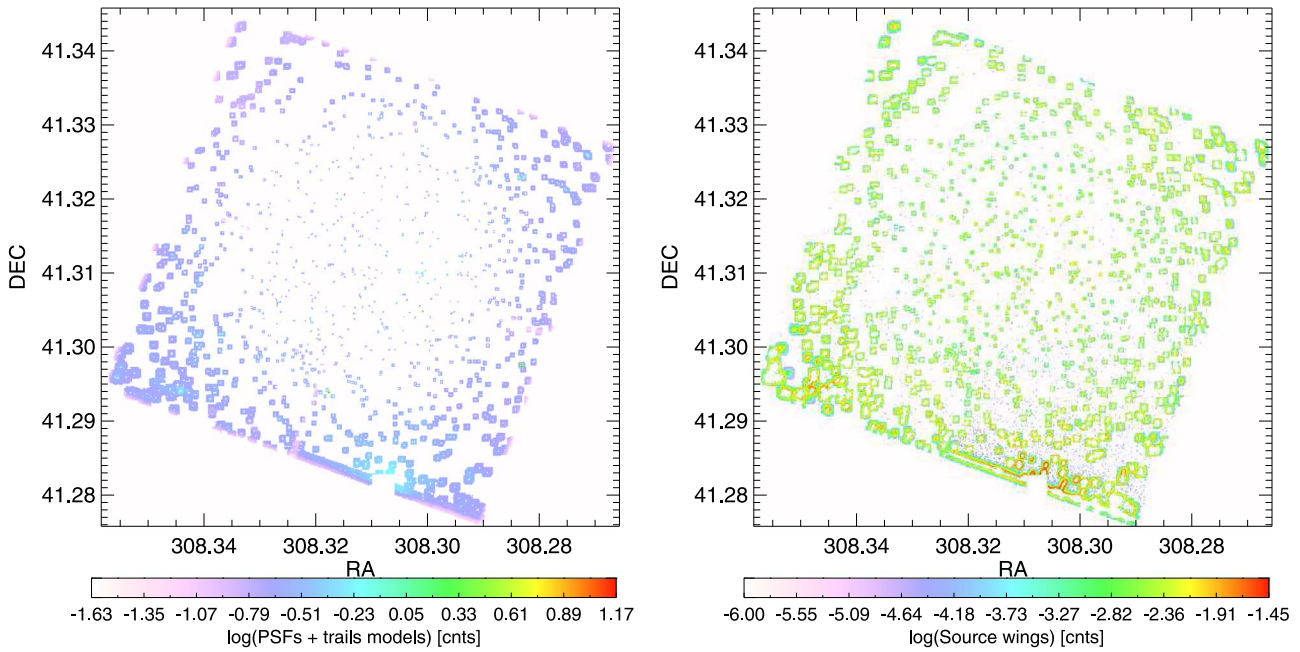 41.34
41.33
41.32
41.31
41.30
41.29
41.28
DEC
308.34 308.32 308.30 308.28
RA
-1.63 -1.35 -1.07 -0.79 -0.51 -0.23 0.05 0.33 0.61 0.89 1.17
log(PSFs + trails models) [cnts]
41.34
41.33
41.32
41.31
41.30
41.29
41.28
DEC
308.34 308.32 308.30 308.28
RA
-6.00 -5.55 -5.09 -4.64 -4.18 -3.73 -3.27 -2.82 -2.36 -1.91 -1.45
log(Source wings) [cnts]